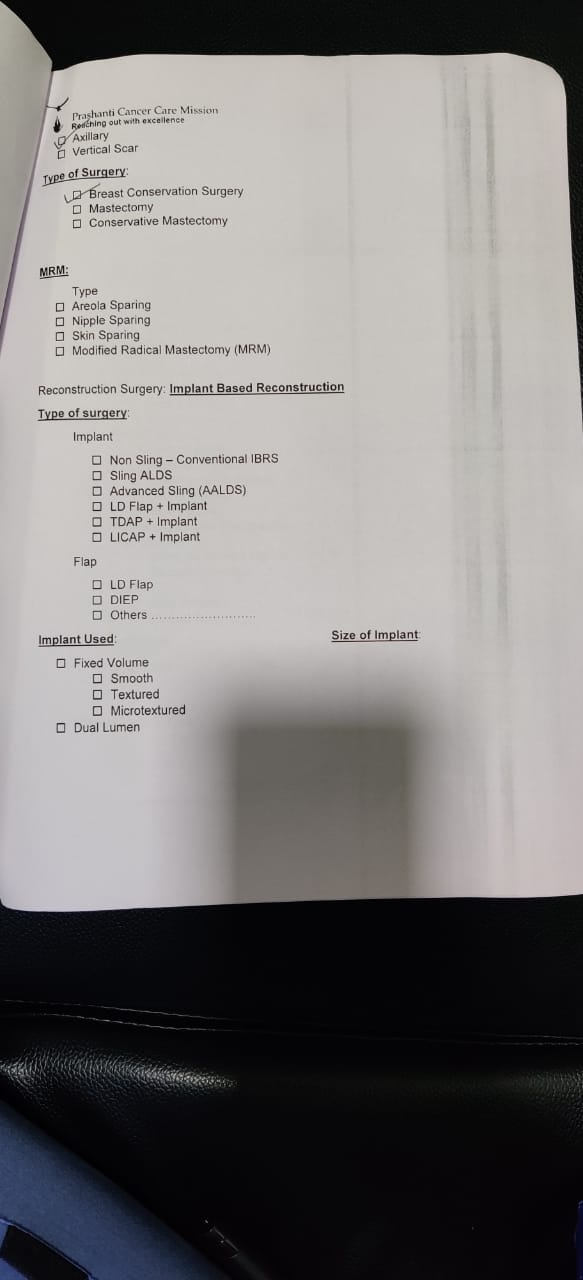 Prashanti Cancer Care Mission
Reaching out with excellence
☑ Axillary
☐ Vertical Scar
Type of Surgery:
☑ Breast Conservation Surgery
☐ Mastectomy
☐ Conservative Mastectomy
MRM:
Type
☐ Areola Sparing
☐ Nipple Sparing
☐ Skin Sparing
☐ Modified Radical Mastectomy (MRM)
Reconstruction Surgery: Implant Based Reconstruction
Type of surgery:
Implant
☐ Non Sling – Conventional IBRS
☐ Sling ALDS
☐ Advanced Sling (AALDS)
☐ LD Flap + Implant
☐ TDAP + Implant
☐ LICAP + Implant
Flap
☐ LD Flap
☐ DIEP
☐ Others ..........................
Implant Used: Size of Implant:
☐ Fixed Volume
☐ Smooth
☐ Textured
☐ Microtextured
☐ Dual Lumen